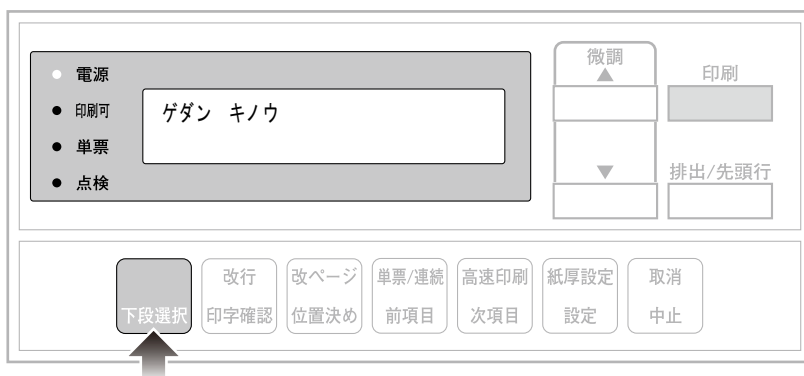 電源
印刷可
単票
点検
ゲダン キノウ
微調
▲
▼
印刷
排出/先頭行
下段選択
改行
印字確認
改ページ
位置決め
単票/連続
前項目
高速印刷
次項目
紙厚設定
設定
取消
中止